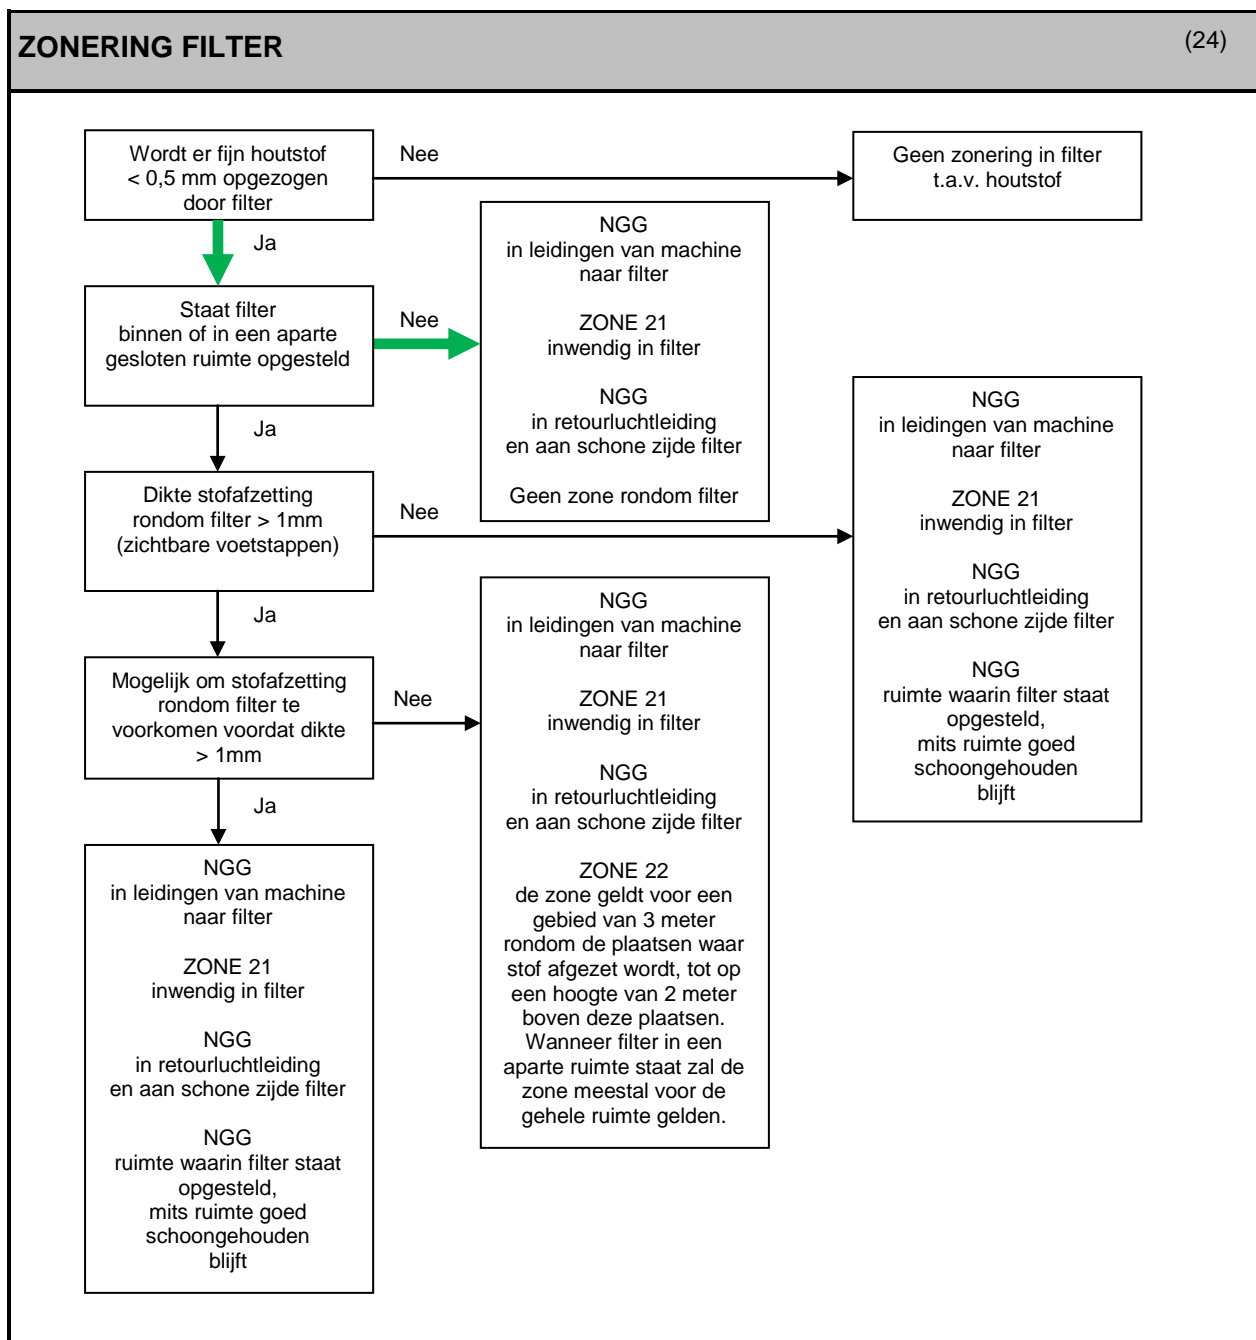 ZONERING FILTER
(24)
Wordt er fijn houtstof
< 0,5 mm opgezogen
door filter
Nee
Geen zonering in filter
t.a.v. houtstof
Ja
Staat filter
binnen of in een aparte
gesloten ruimte opgesteld
Nee
NGG
in leidingen van machine
naar filter
ZONE 21
inwendig in filter
NGG
in retourluchtleiding
en aan schone zijde filter
Geen zone rondom filter
Ja
Dikte stofafzetting
rondom filter > 1mm
(zichtbare voetstappen)
Nee
NGG
in leidingen van machine
naar filter
ZONE 21
inwendig in filter
NGG
in retourluchtleiding
en aan schone zijde filter
NGG
ruimte waarin filter staat
opgesteld,
mits ruimte goed
schoongehouden
blijft
Ja
Mogelijk om stofafzetting
rondom filter te
voorkomen voordat dikte
> 1mm
Nee
NGG
in leidingen van machine
naar filter
ZONE 21
inwendig in filter
NGG
in retourluchtleiding
en aan schone zijde filter
ZONE 22
de zone geldt voor een
gebied van 3 meter
rondom de plaatsen waar
stof afgezet wordt, tot op
een hoogte van 2 meter
boven deze plaatsen.
Wanneer filter in een
aparte ruimte staat zal de
zone meestal voor de
gehele ruimte gelden.
Ja
NGG
in leidingen van machine
naar filter
ZONE 21
inwendig in filter
NGG
in retourluchtleiding
en aan schone zijde filter
NGG
ruimte waarin filter staat
opgesteld,
mits ruimte goed
schoongehouden
blijft